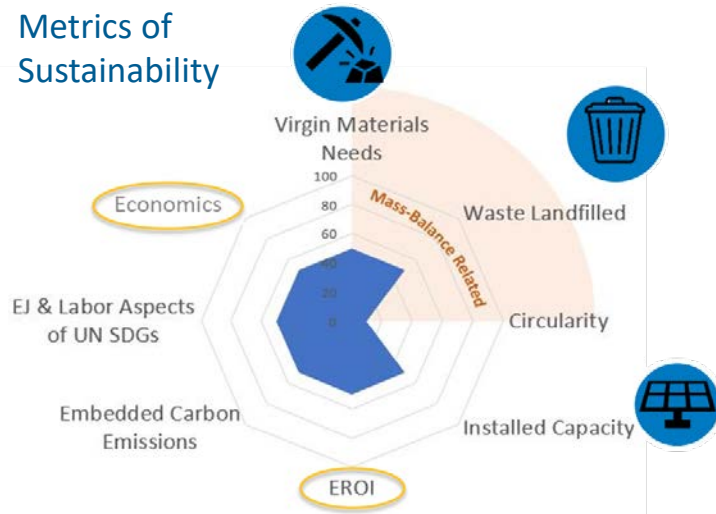 Metrics of
Sustainability
Virgin Materials
Needs
100
80
60
40
20
0
Mass-Balance Related
Economics
Waste Landfilled
EJ & Labor Aspects
of UN SDGs
Circularity
Embedded Carbon
Emissions
Installed Capacity
EROI